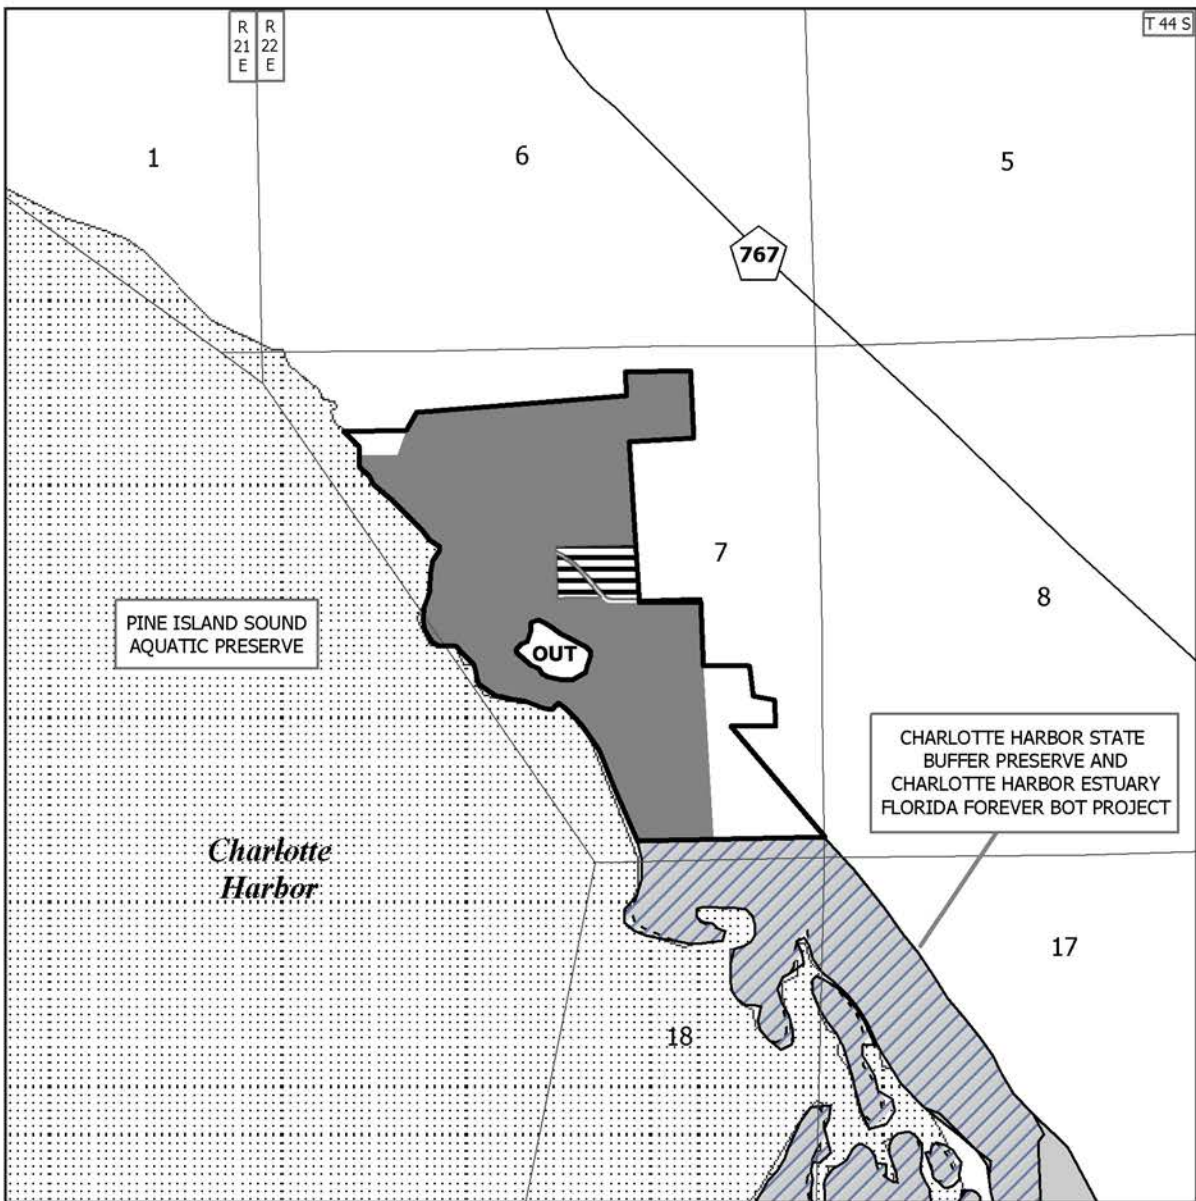 R
21
E
R
22
E
T 44 S
1
6
5
767
7
8
PINE ISLAND SOUND
AQUATIC PRESERVE
OUT
CHARLOTTE HARBOR STATE
BUFFER PRESERVE AND
CHARLOTTE HARBOR ESTUARY
FLORIDA FOREVER BOT PROJECT
Charlotte
Harbor
17
18